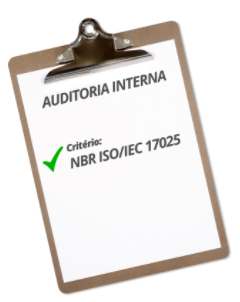 AUDITORIA INTERNA
Critério:
NBR ISO/IEC 17025